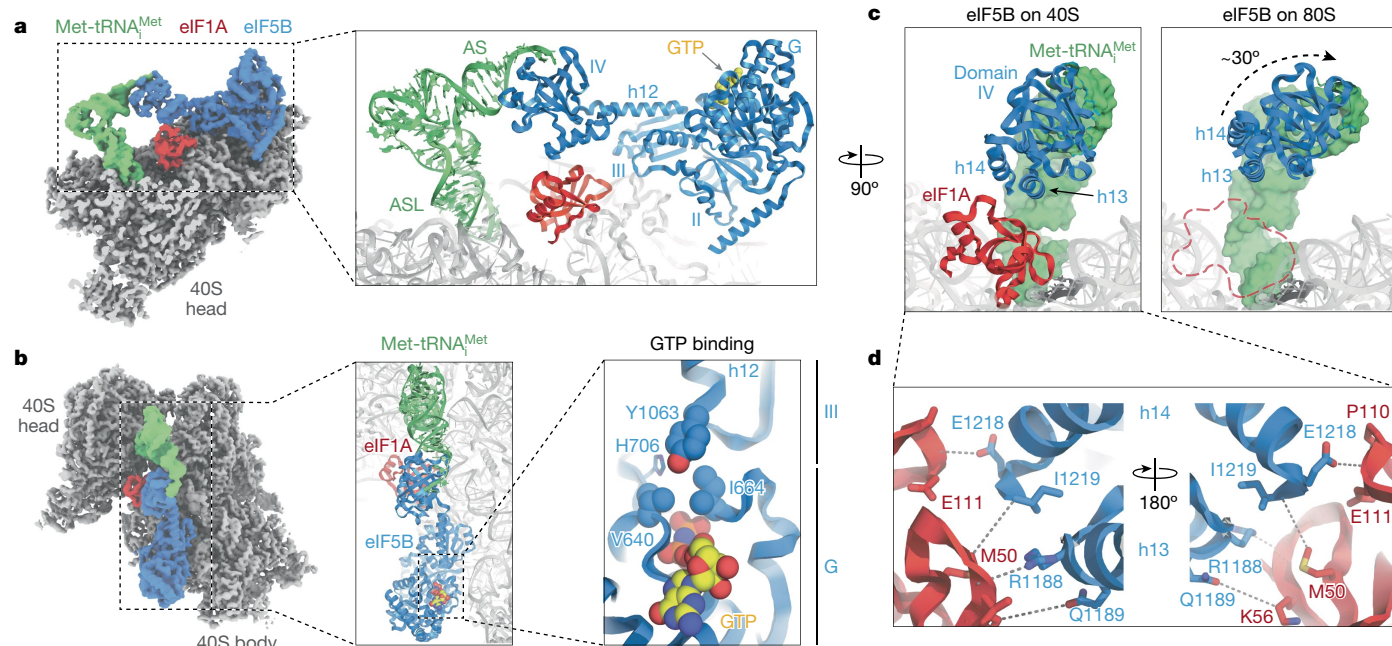 a
Met-tRNAiMet eIF1A eIF5B
40S
head
AS
IV
h12
GTP
G
III
II
ASL
90º
c
eIF5B on 40S
Met-tRNAiMet
Domain
IV
h14
h13
eIF1A
eIF5B on 80S
~30º
h14
h13
b
40S
head
40S body
Met-tRNAiMet
eIF1A
eIF5B
GTP binding
h12
Y1063
H706
I664
V640
GTP
III
G
d
E1218
I1219
E111
M50
R1188
Q1189
h14
180º
h13
P110
E1218
I1219
E111
R1188
M50
Q1189
K56